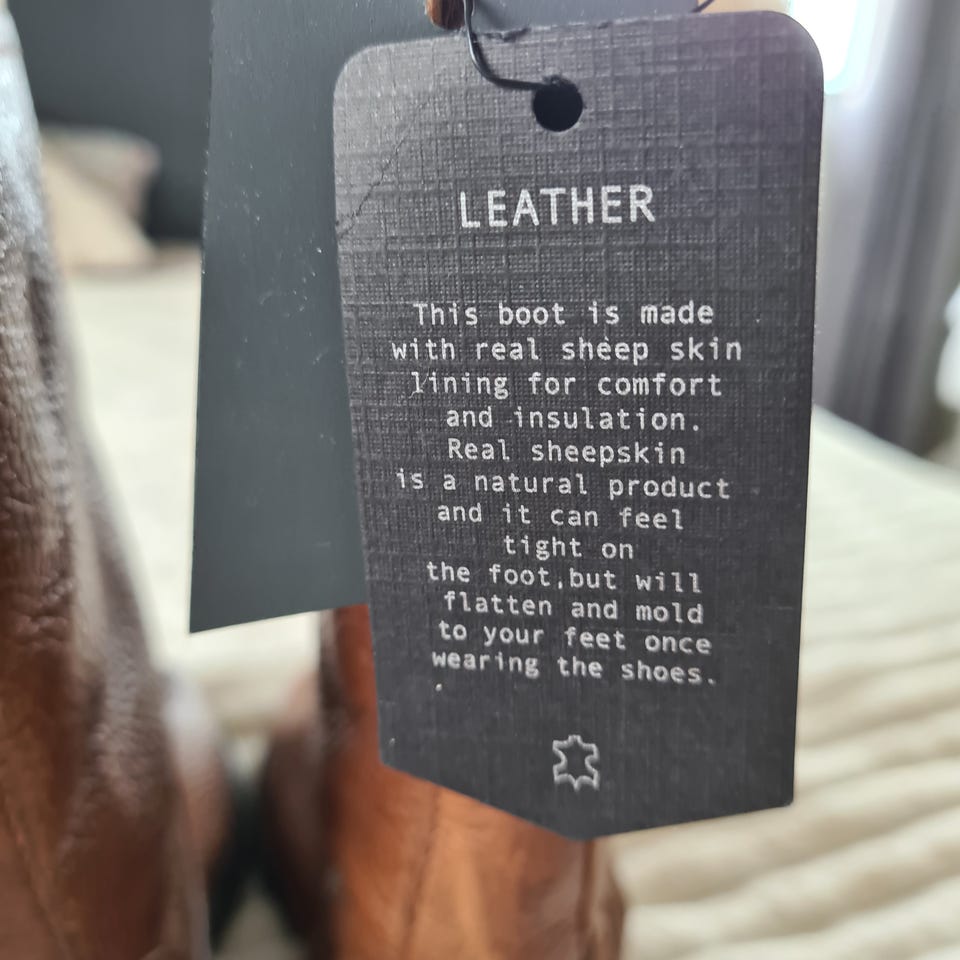 LEATHER
This boot is made
with real sheep skin
lining for comfort
and insulation.
Real sheepskin
is a natural product
and it can feel
tight on
the foot,but will
flatten and mold
to your feet once
wearing the shoes.